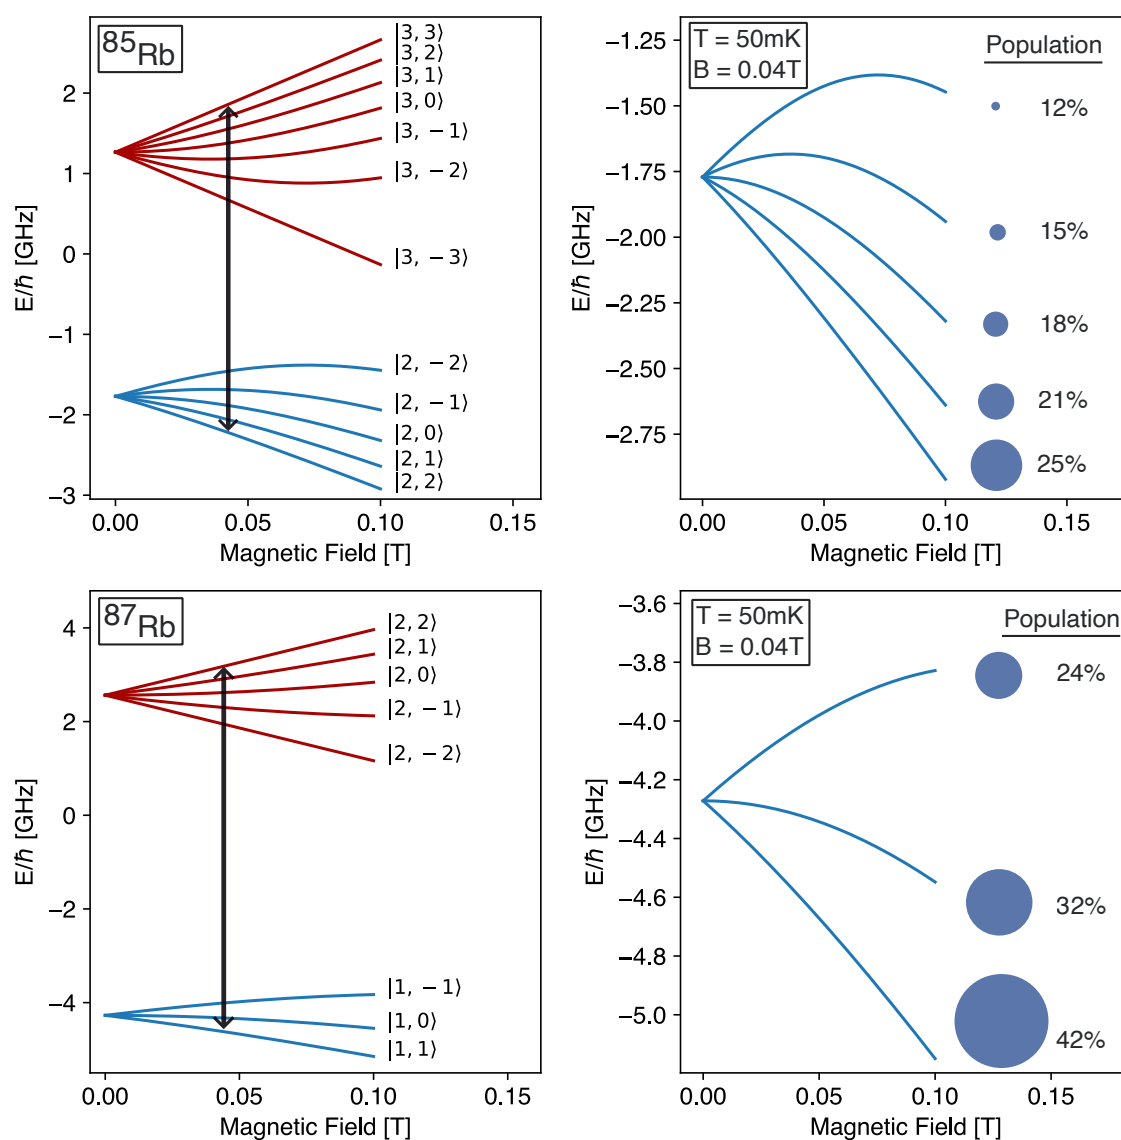 ⁸⁵Rb
E/ℏ [GHz]
2
1
0
−1
−2
−3
|3, 3⟩
|3, 2⟩
|3, 1⟩
|3, 0⟩
|3, −1⟩
|3, −2⟩
|3, −3⟩
|2, −2⟩
|2, −1⟩
|2, 0⟩
|2, 1⟩
|2, 2⟩
0.00 0.05 0.10 0.15
Magnetic Field [T]
T = 50mK
B = 0.04T
Population
12%
15%
18%
21%
25%
E/ℏ [GHz]
−1.25
−1.50
−1.75
−2.00
−2.25
−2.50
−2.75
0.00 0.05 0.10 0.15
Magnetic Field [T]
⁸⁷Rb
E/ℏ [GHz]
4
2
0
−2
−4
|2, 2⟩
|2, 1⟩
|2, 0⟩
|2, −1⟩
|2, −2⟩
|1, −1⟩
|1, 0⟩
|1, 1⟩
0.00 0.05 0.10 0.15
Magnetic Field [T]
T = 50mK
B = 0.04T
Population
24%
32%
42%
E/ℏ [GHz]
−3.6
−3.8
−4.0
−4.2
−4.4
−4.6
−4.8
−5.0
0.00 0.05 0.10 0.15
Magnetic Field [T]